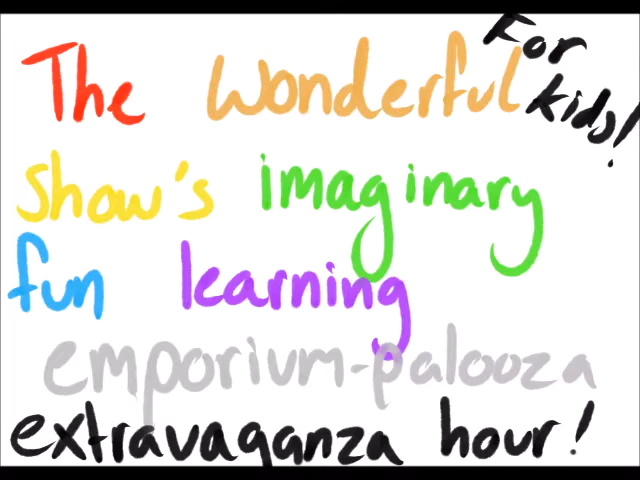 The Wonderful
For
kids!
show's imaginary
fun learning
emporium-palooza
extravaganza hour!